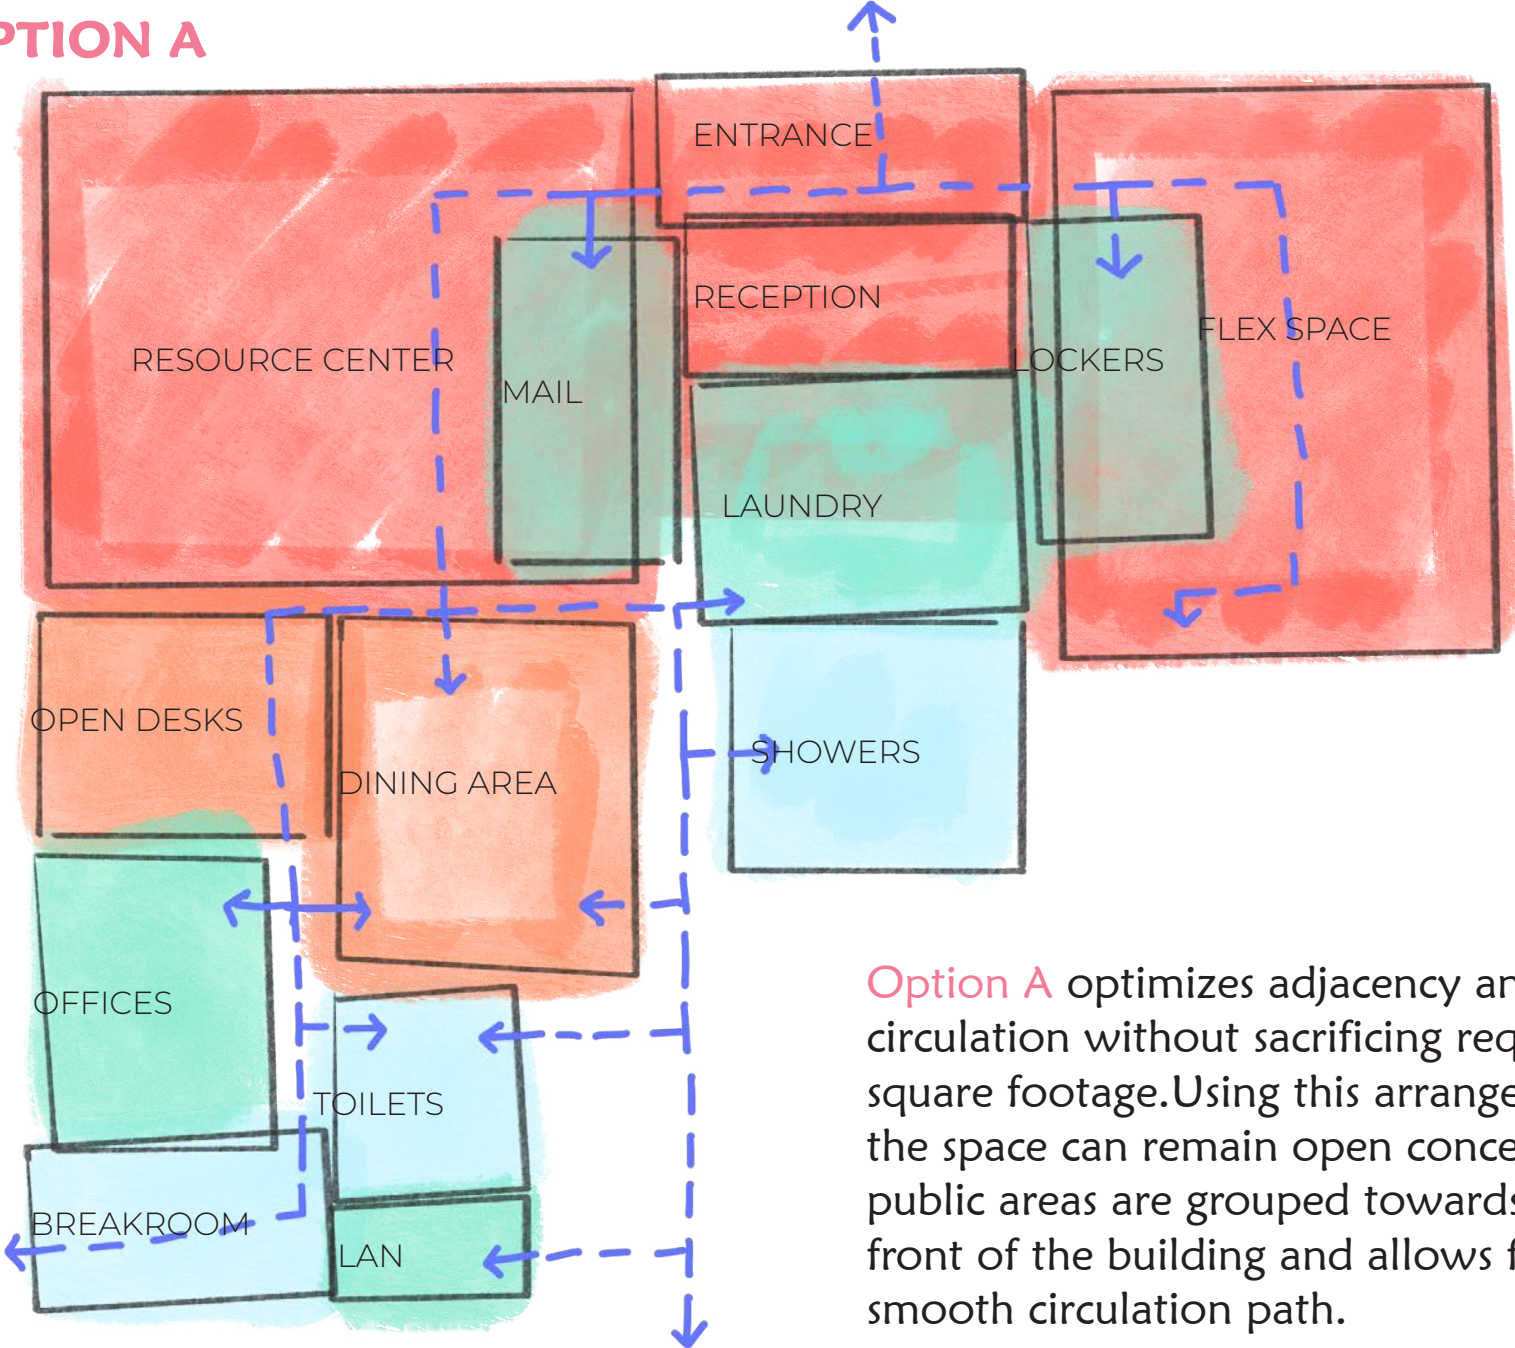 PTION A
ENTRANCE
RECEPTION
FLEX SPACE
RESOURCE CENTER
LOCKERS
MAIL
LAUNDRY
OPEN DESKS
SHOWERS
DINING AREA
OFFICES
TOILETS
BREAKROOM
LAN
Option A optimizes adjacency an
circulation without sacrificing req
square footage.Using this arrange
the space can remain open conce
public areas are grouped towards
front of the building and allows f
smooth circulation path.